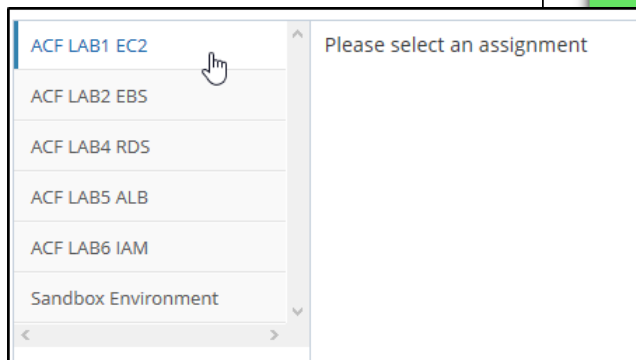 ACF LAB1 EC2
ACF LAB2 EBS
ACF LAB4 RDS
ACF LAB5 ALB
ACF LAB6 IAM
Sandbox Environment
Please select an assignment